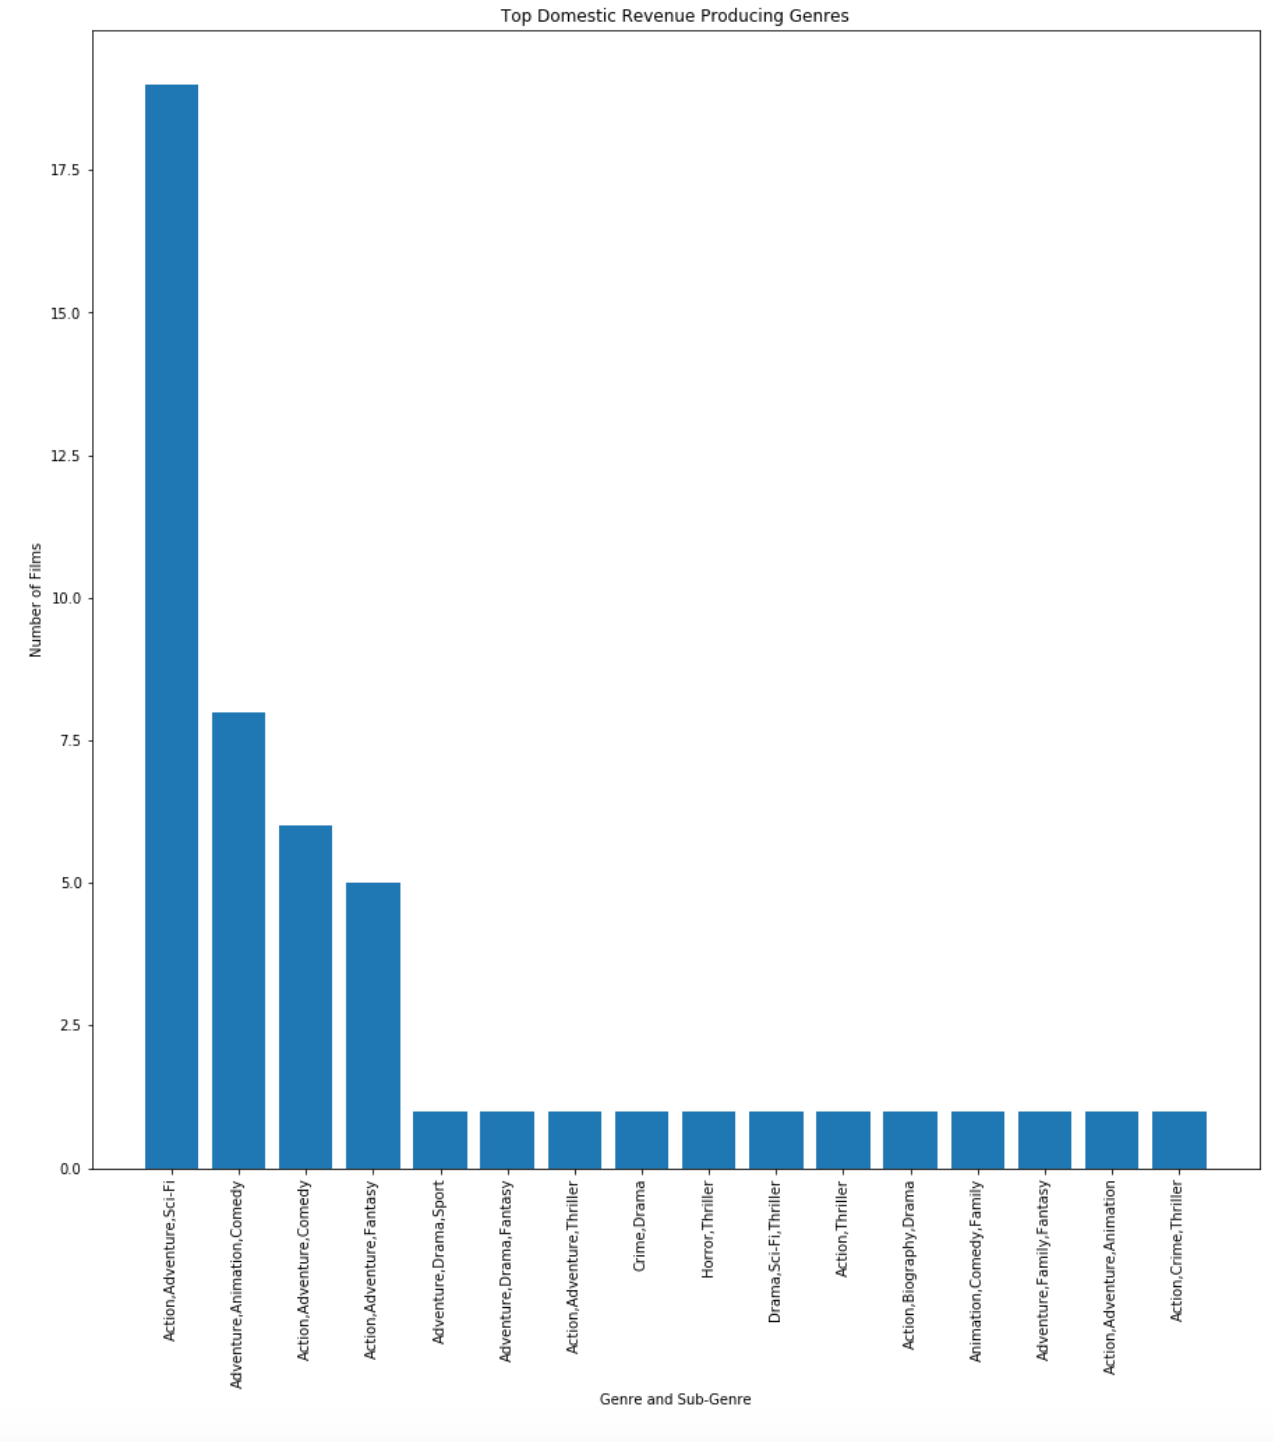 Top Domestic Revenue Producing Genres
17.5
15.0
12.5
10.0
7.5
5.0
2.5
0.0
Number of Films
Action,Adventure,Sci-Fi
Adventure,Animation,Comedy
Action,Adventure,Comedy
Action,Adventure,Fantasy
Adventure,Drama,Sport
Adventure,Drama,Fantasy
Action,Adventure,Thriller
Crime,Drama
Horror,Thriller
Drama,Sci-Fi,Thriller
Action,Thriller
Action,Biography,Drama
Animation,Comedy,Family
Adventure,Family,Fantasy
Action,Adventure,Animation
Action,Crime,Thriller
Genre and Sub-Genre